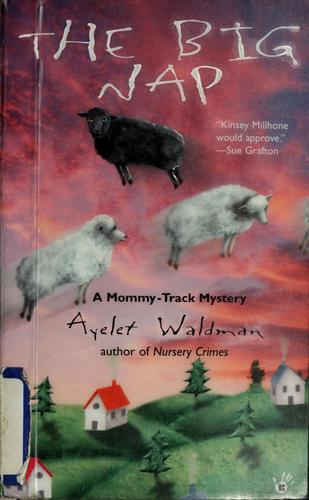 THE BIG
NAP
"Kinsey Millhone
would approve."
—Sue Grafton
A Mommy-Track Mystery
Ayelet Waldman
author of Nursery Crimes